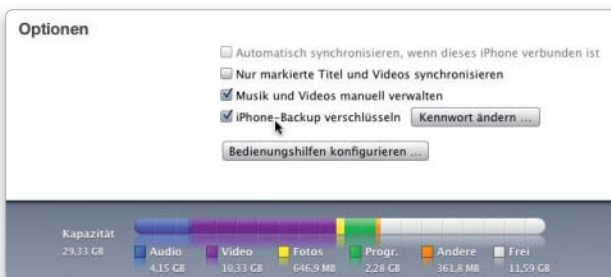 Optionen
Automatisch synchronisieren, wenn dieses iPhone verbunden ist
Nur markierte Titel und Videos synchronisieren
Musik und Videos manuell verwalten
iPhone-Backup verschlüsseln Kennwort ändern ...
Bedienungshilfen konfigurieren ...
Kapazität
29,33 GB
Audio Video Fotos Progr. Andere Frei
4,15 GB 10,33 GB 646,9 MB 2,28 GB 361,8 MB 11,59 GB